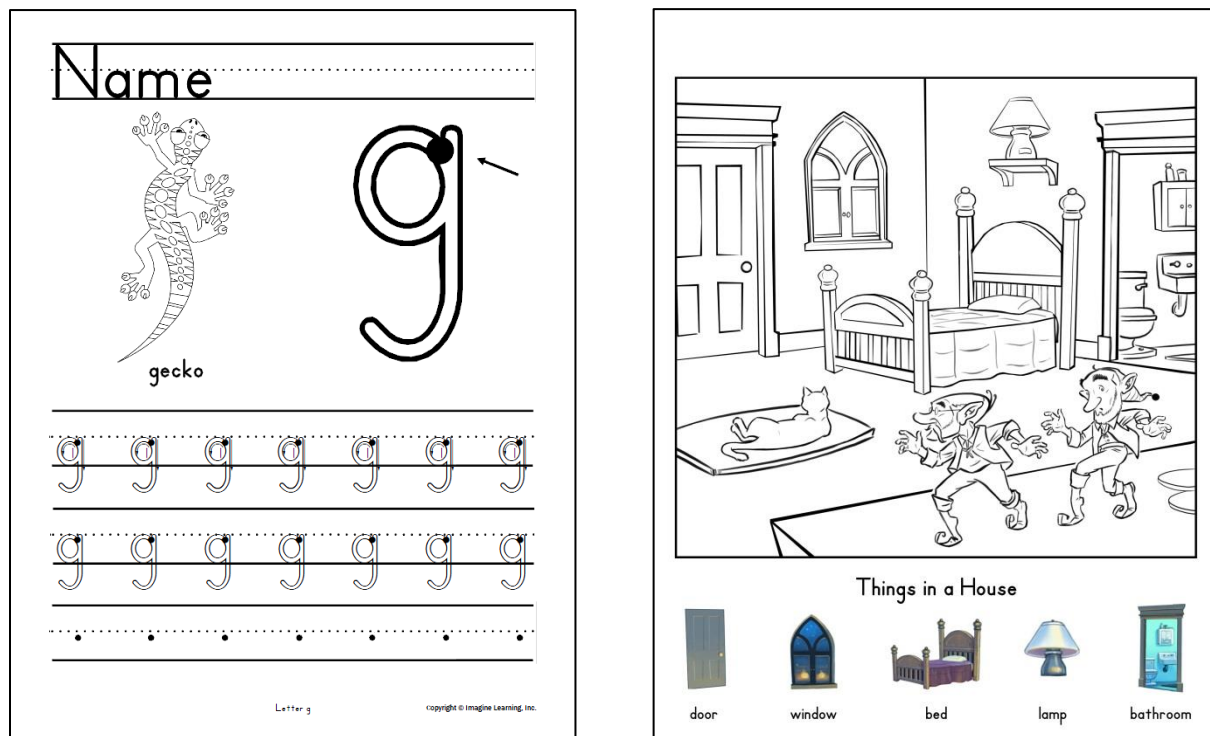 Name
g
gecko
g g g g g g g
g g g g g g g
Letter g
Copyright © Imagine Learning, Inc.
Things in a House
door window bed lamp bathroom